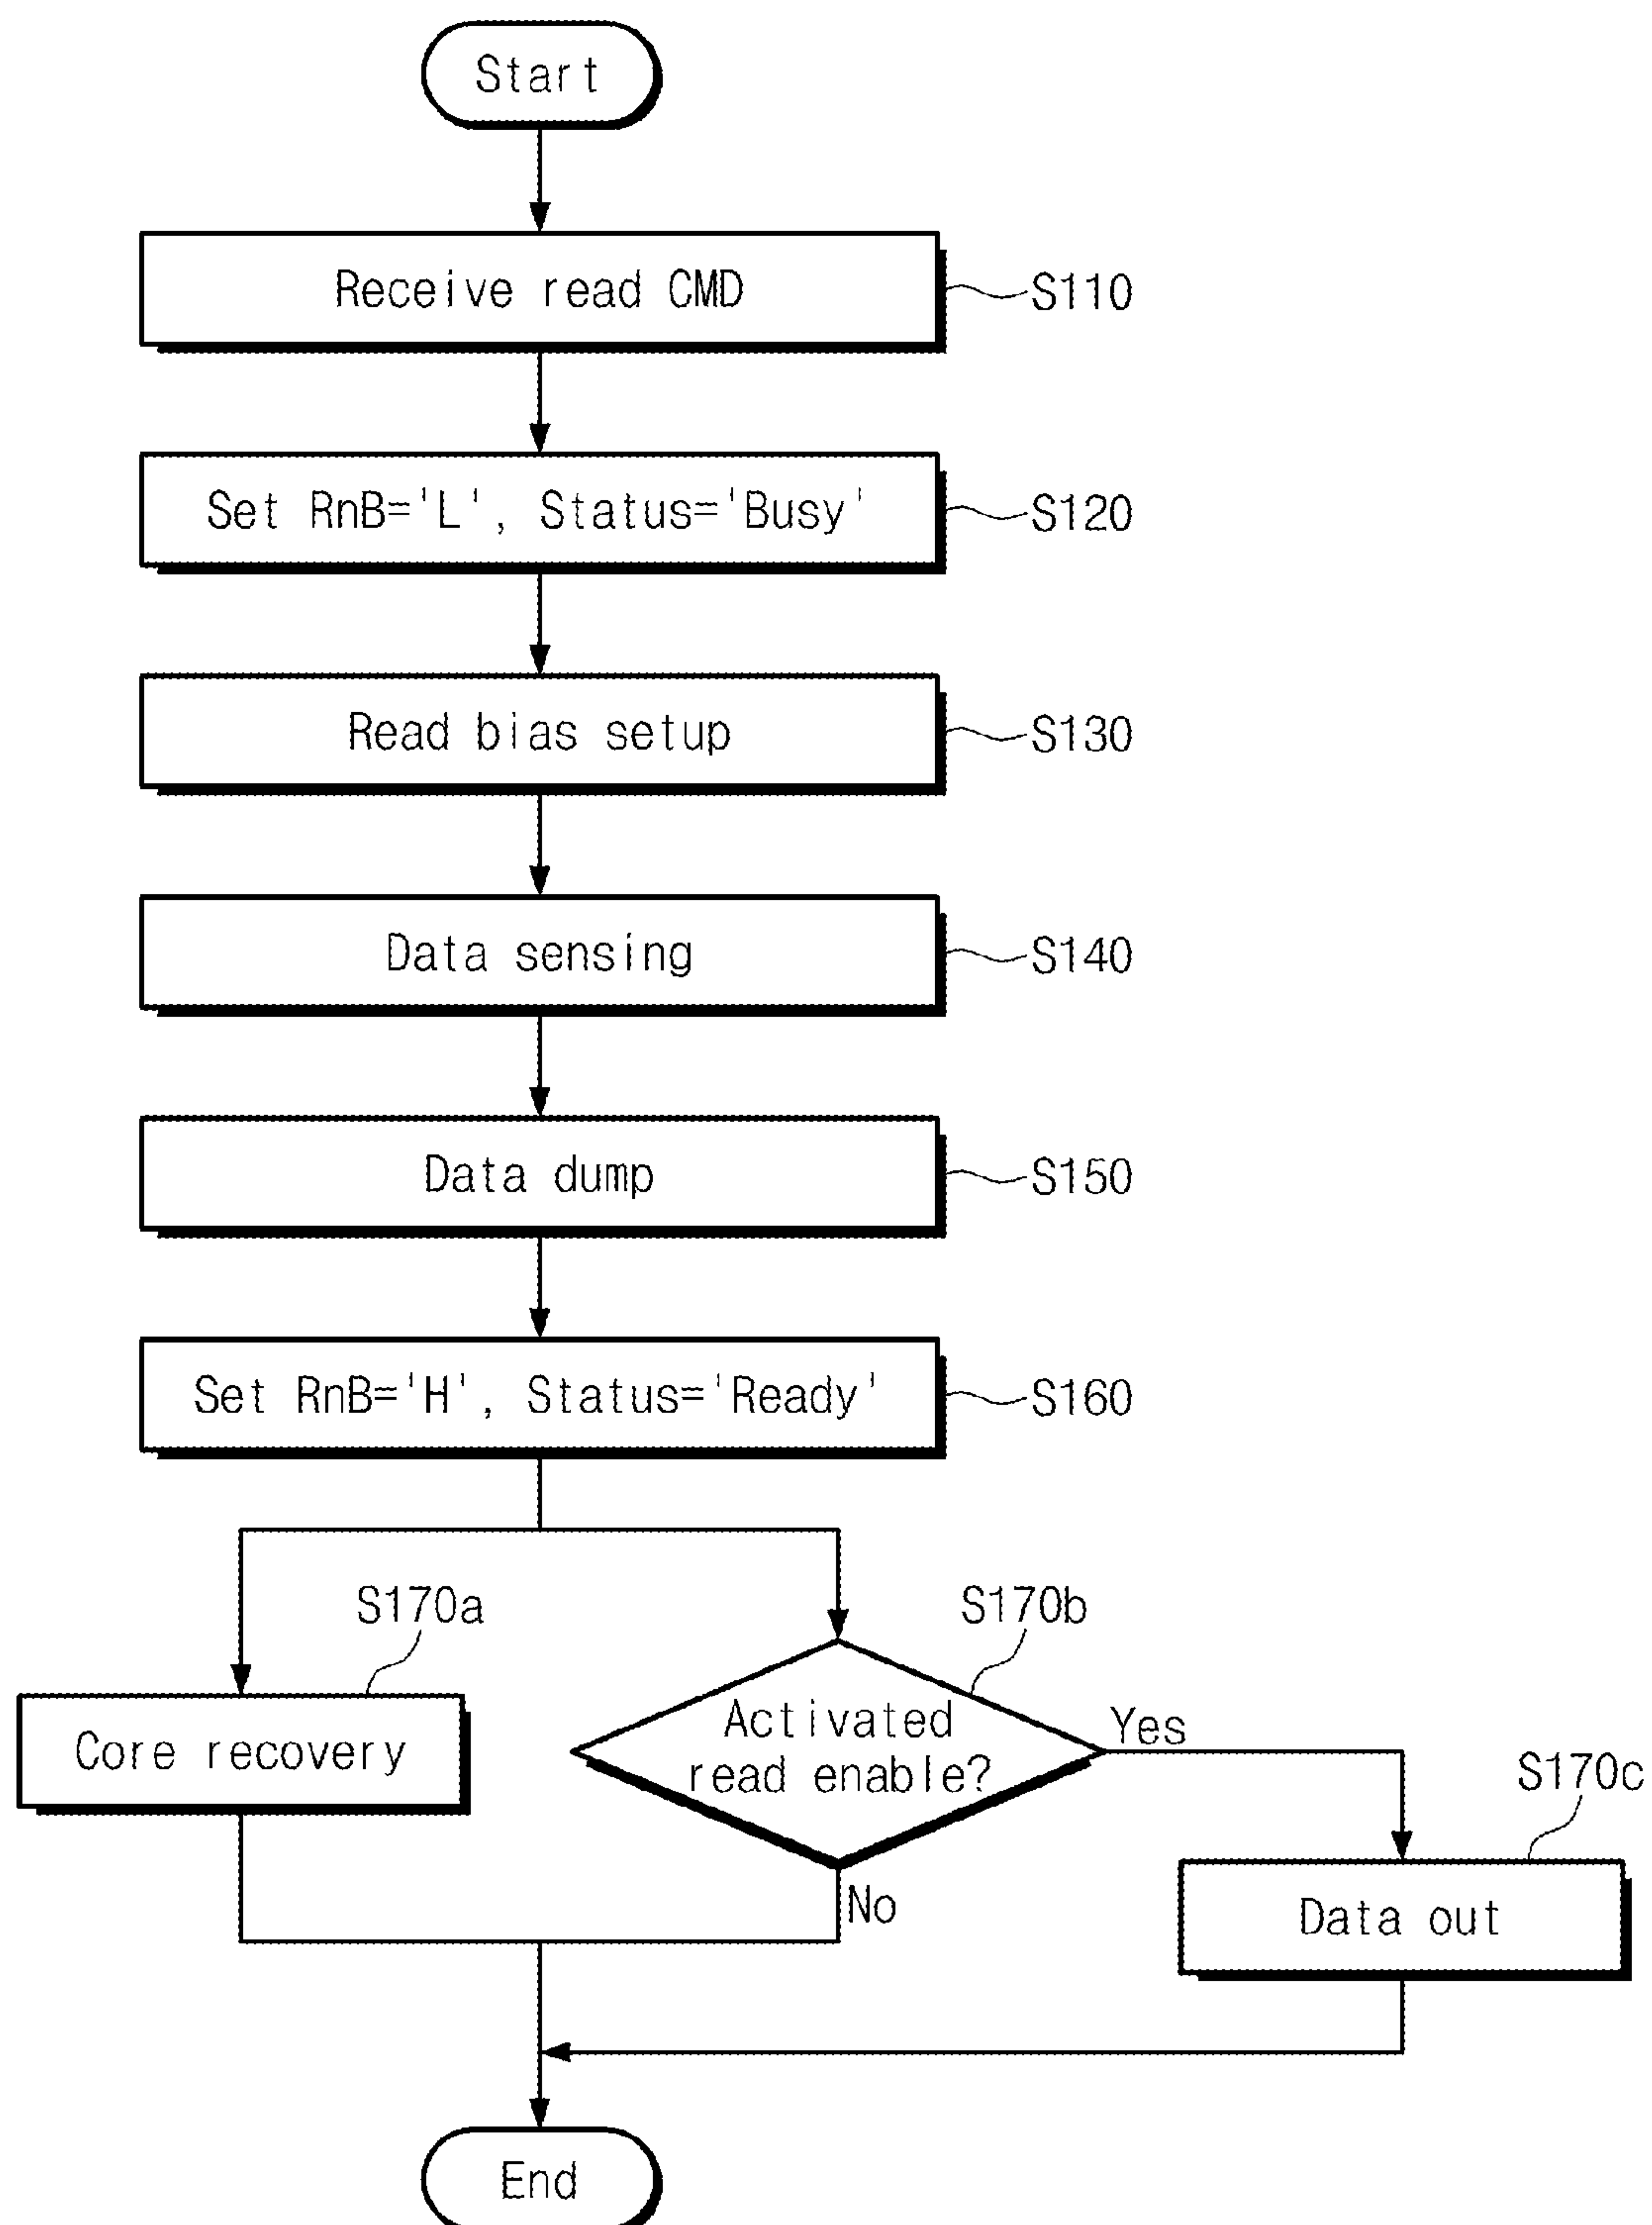 Start
Receive read CMD
S110
Set RnB='L', Status='Busy'
S120
Read bias setup
S130
Data sensing
S140
Data dump
S150
Set RnB='H', Status='Ready'
S160
S170a
S170b
Core recovery
Activated
read enable?
Yes
S170c
No
Data out
End